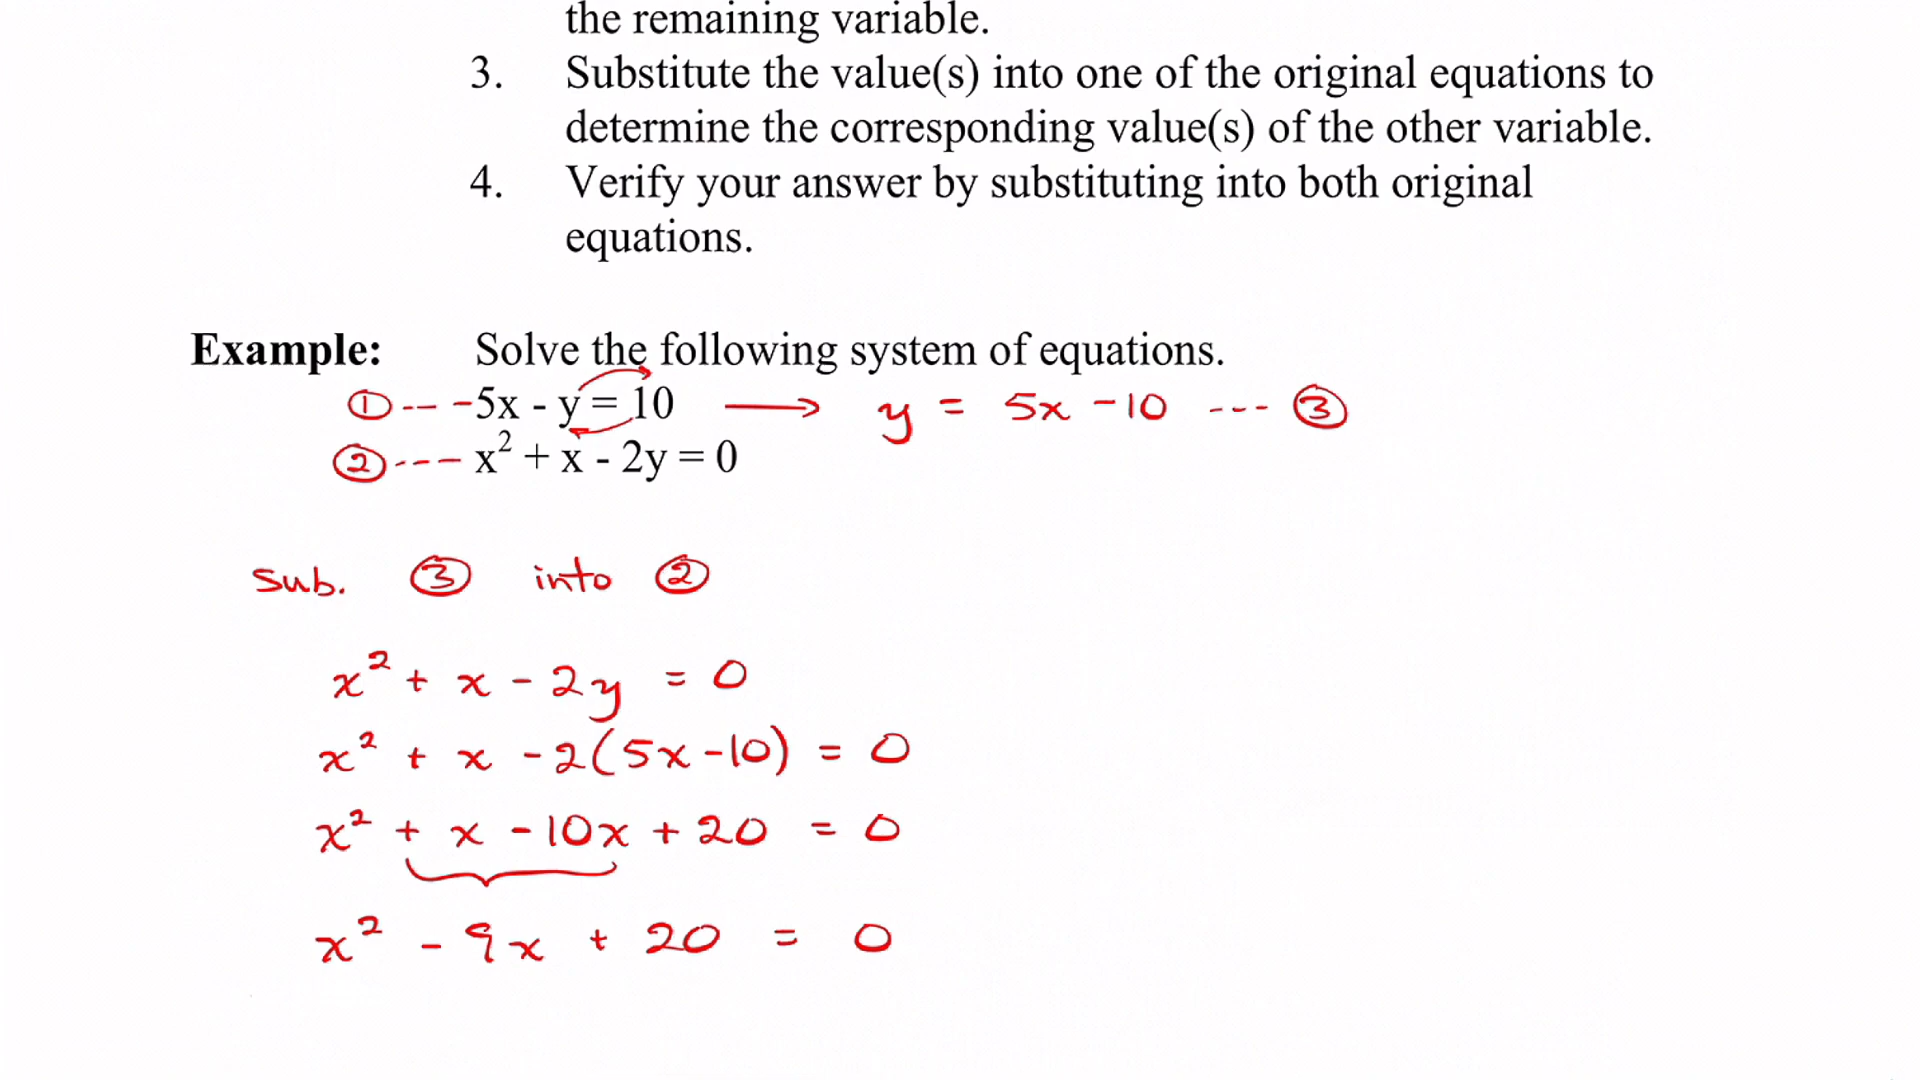 the remaining variable.
3. Substitute the value(s) into one of the original equations to
determine the corresponding value(s) of the other variable.
4. Verify your answer by substituting into both original
equations.
Example: Solve the following system of equations.
① --- 5x - y = 10 → y = 5x - 10 --- ③
② ---- x² + x - 2y = 0
Sub. ③ into ②
x² + x - 2y = 0
x² + x - 2(5x - 10) = 0
x² + x - 10x + 20 = 0
x² - 9x + 20 = 0